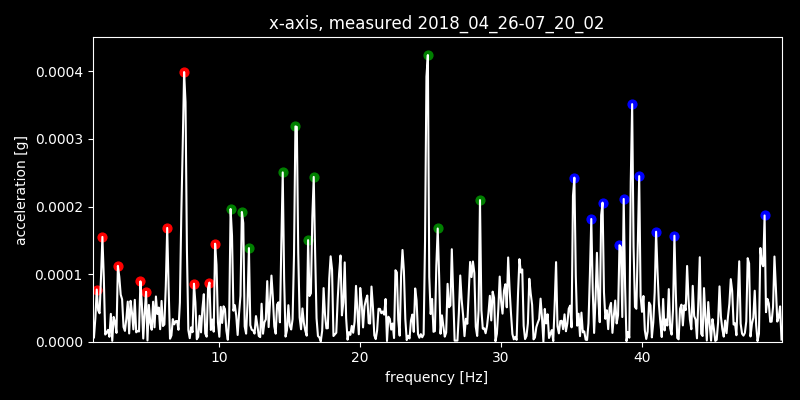 x-axis, measured 2018_04_26-07_20_02
acceleration [g]
0.0004
0.0003
0.0002
0.0001
0.0000
10 20 30 40
frequency [Hz]